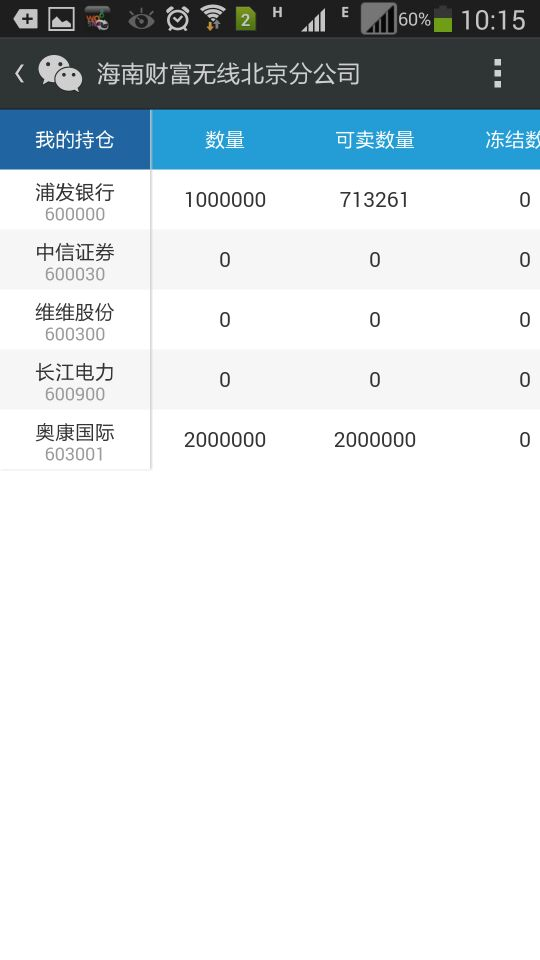 2 H E 60% 10:15
海南财富无线北京分公司
我的持仓 数量 可卖数量 冻结数
浦发银行 1000000 713261 0
600000
中信证券 0 0 0
600030
维维股份 0 0 0
600300
长江电力 0 0 0
600900
奥康国际 2000000 2000000 0
603001